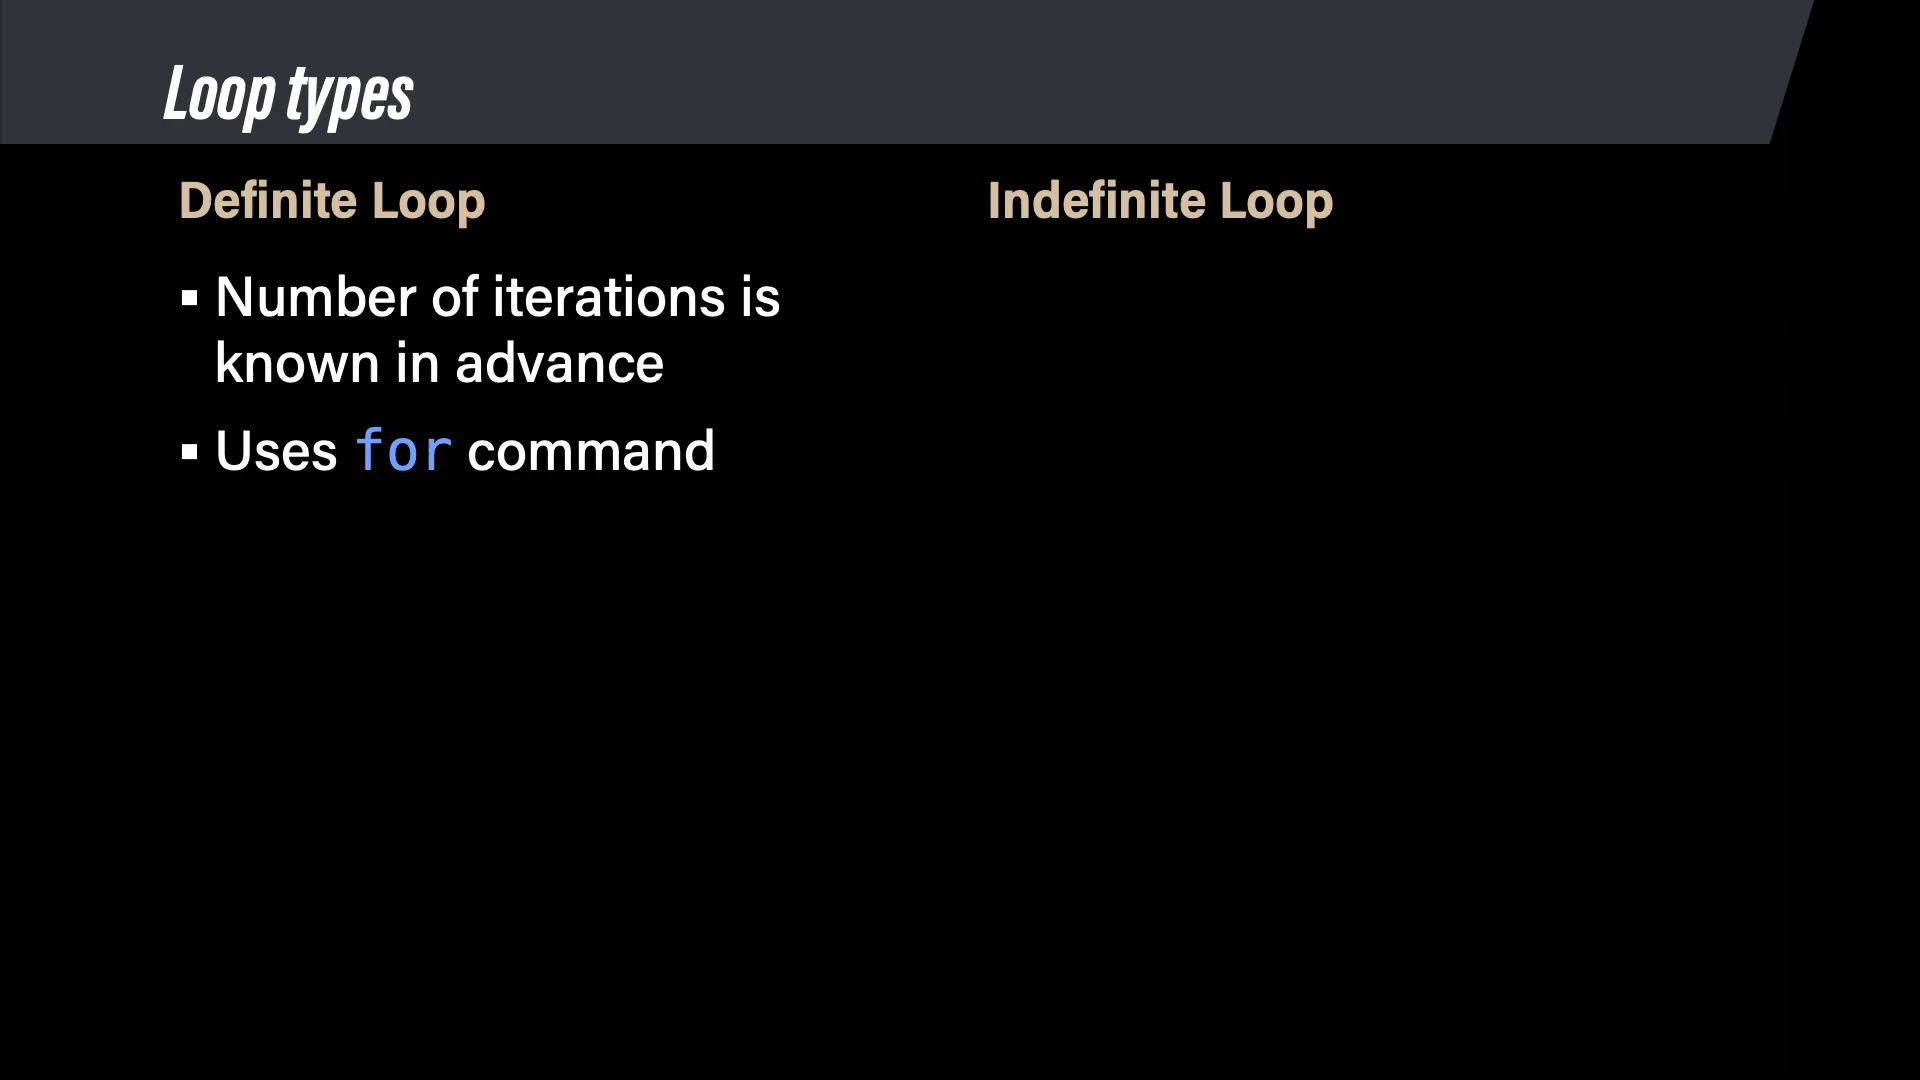 Loop types
Definite Loop
▪ Number of iterations is
known in advance
▪ Uses for command
Indefinite Loop